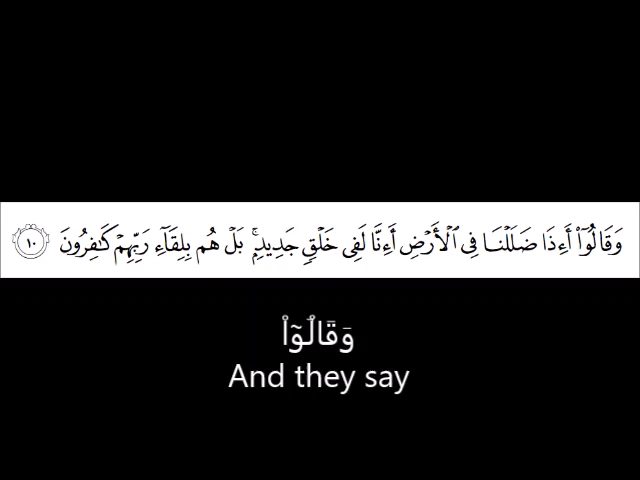 وَقَالُوٓا۟ أَءِذَا ضَلَلْنَا فِى ٱلْأَرْضِ أَءِنَّا لَفِى خَلْقٍۢ جَدِيدٍۭ ۚ بَلْ هُم بِلِقَآءِ رَبِّهِمْ كَـٰفِرُونَ ١٠
وَقَالُوٓا۟
And they say